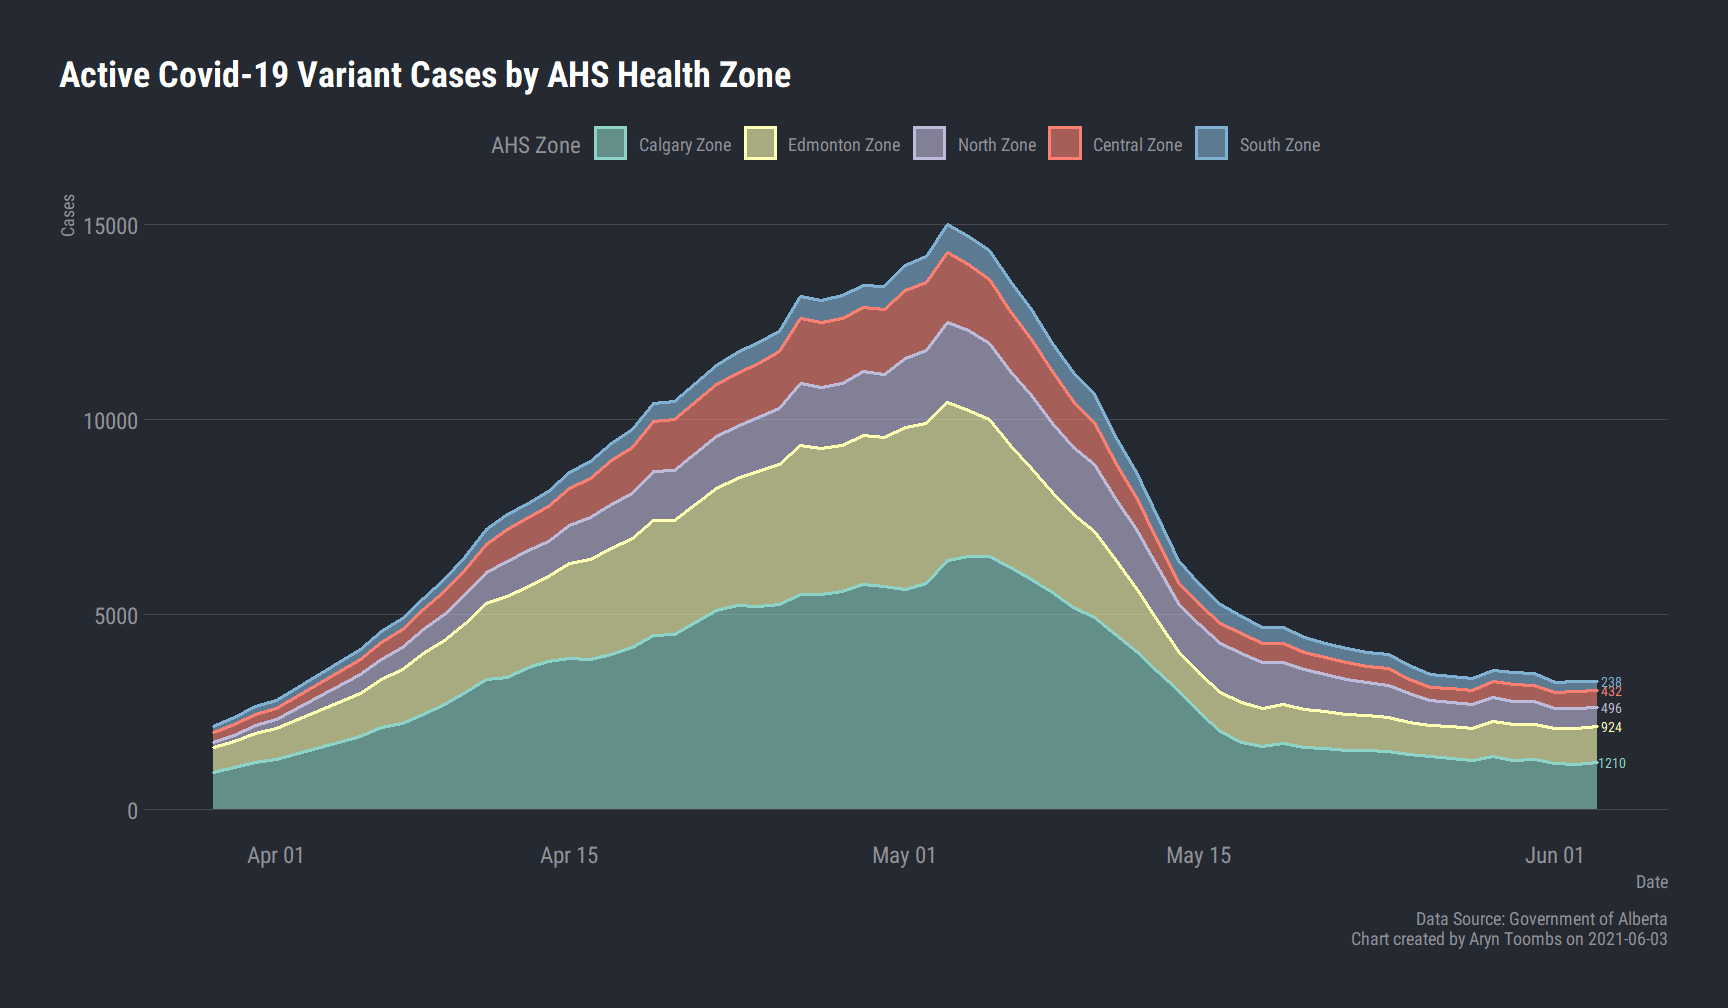 Active Covid-19 Variant Cases by AHS Health Zone
AHS Zone Calgary Zone Edmonton Zone North Zone Central Zone South Zone
Cases
15000
10000
5000
0
238
432
496
924
1210
Apr 01 Apr 15 May 01 May 15 Jun 01
Date
Data Source: Government of Alberta
Chart created by Aryn Toombs on 2021-06-03